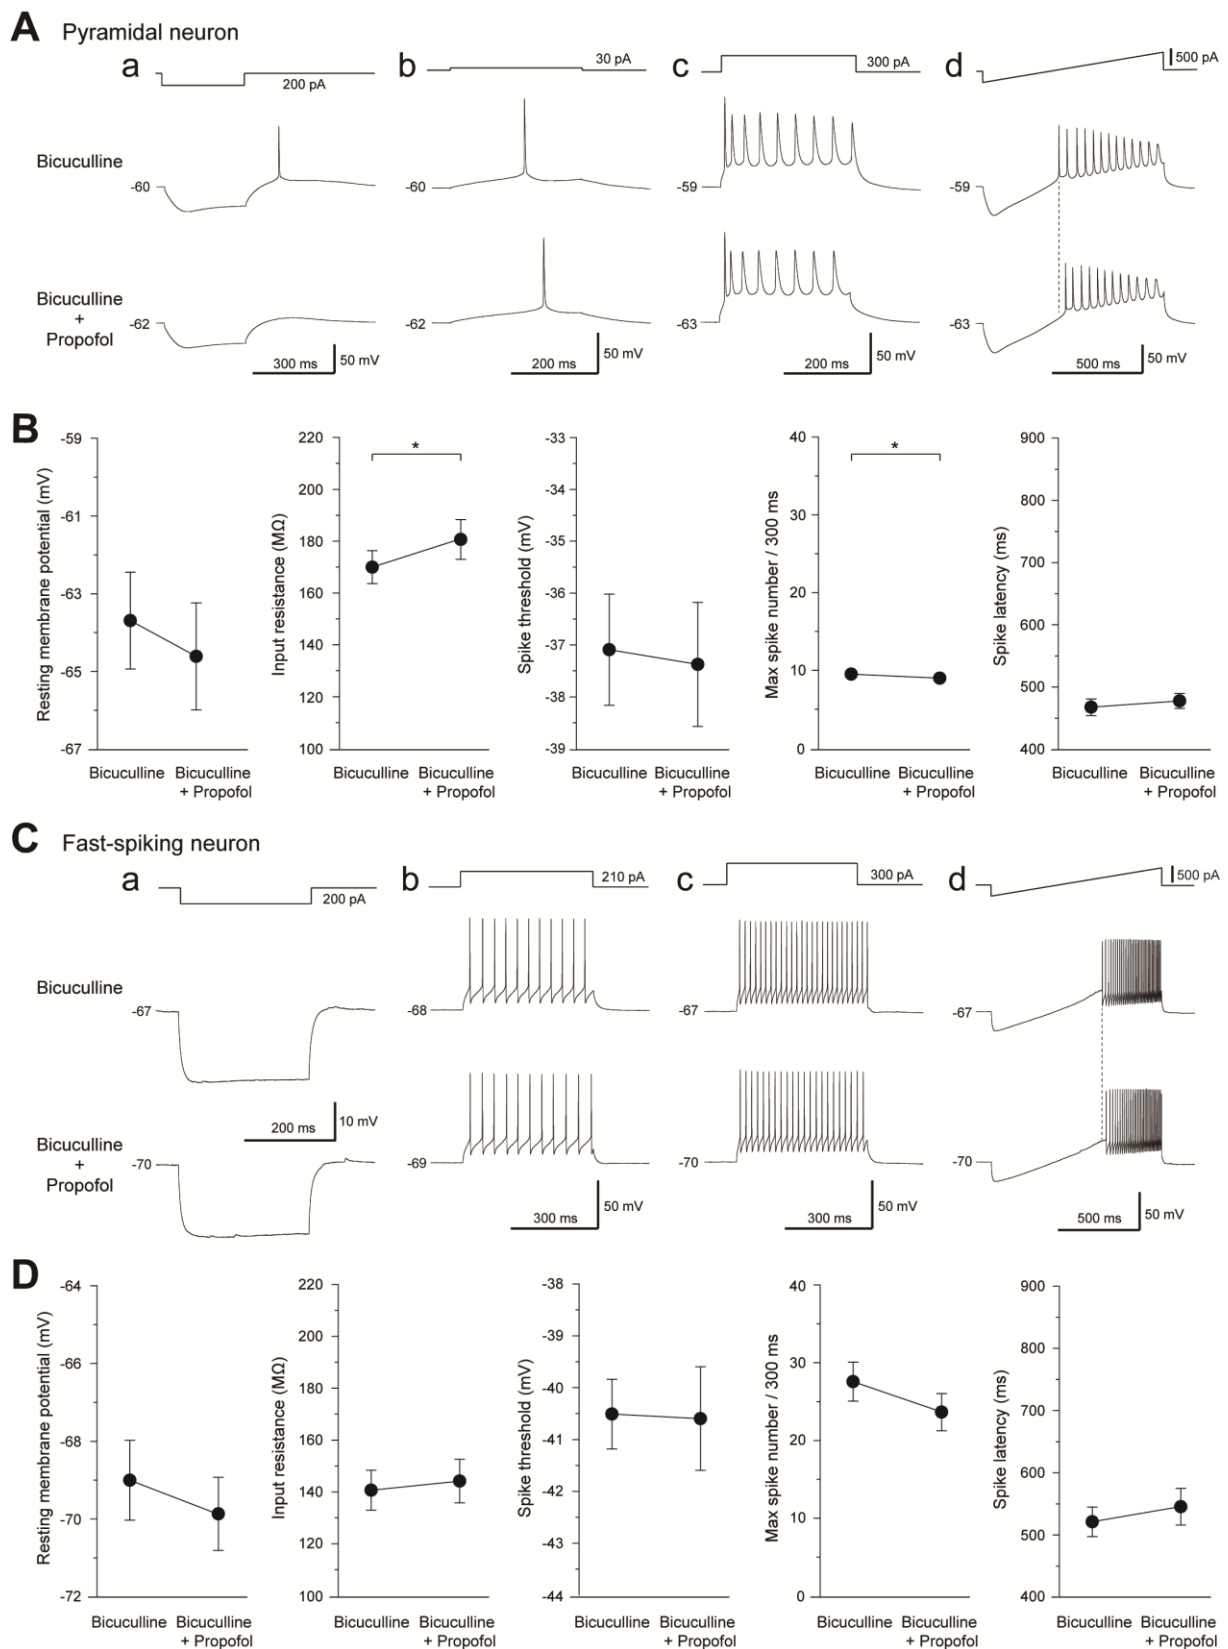 A Pyramidal neuron
a
200 pA
b
30 pA
c
300 pA
d
500 pA
Bicuculline
-60
-60
-59
-59
Bicuculline
+
Propofol
-62
-62
-63
-63
300 ms
50 mV
200 ms
50 mV
200 ms
50 mV
500 ms
50 mV
B
Resting membrane potential (mV)
-59
-61
-63
-65
-67
Bicuculline
Bicuculline
+ Propofol
Input resistance (MΩ)
220
200
180
160
140
120
100
*
Bicuculline
Bicuculline
+ Propofol
Spike threshold (mV)
-33
-34
-35
-36
-37
-38
-39
Bicuculline
Bicuculline
+ Propofol
Max spike number / 300 ms
40
30
20
10
0
*
Bicuculline
Bicuculline
+ Propofol
Spike latency (ms)
900
800
700
600
500
400
Bicuculline
Bicuculline
+ Propofol
C Fast-spiking neuron
a
200 pA
b
210 pA
c
300 pA
d
500 pA
Bicuculline
-67
-68
-67
-67
200 ms
10 mV
Bicuculline
+
Propofol
-70
-69
-70
-70
300 ms
50 mV
300 ms
50 mV
500 ms
50 mV
D
Resting membrane potential (mV)
-64
-66
-68
-70
-72
Bicuculline
Bicuculline
+ Propofol
Input resistance (MΩ)
220
200
180
160
140
120
100
Bicuculline
Bicuculline
+ Propofol
Spike threshold (mV)
-38
-39
-40
-41
-42
-43
-44
Bicuculline
Bicuculline
+ Propofol
Max spike number / 300 ms
40
30
20
10
0
Bicuculline
Bicuculline
+ Propofol
Spike latency (ms)
900
800
700
600
500
400
Bicuculline
Bicuculline
+ Propofol